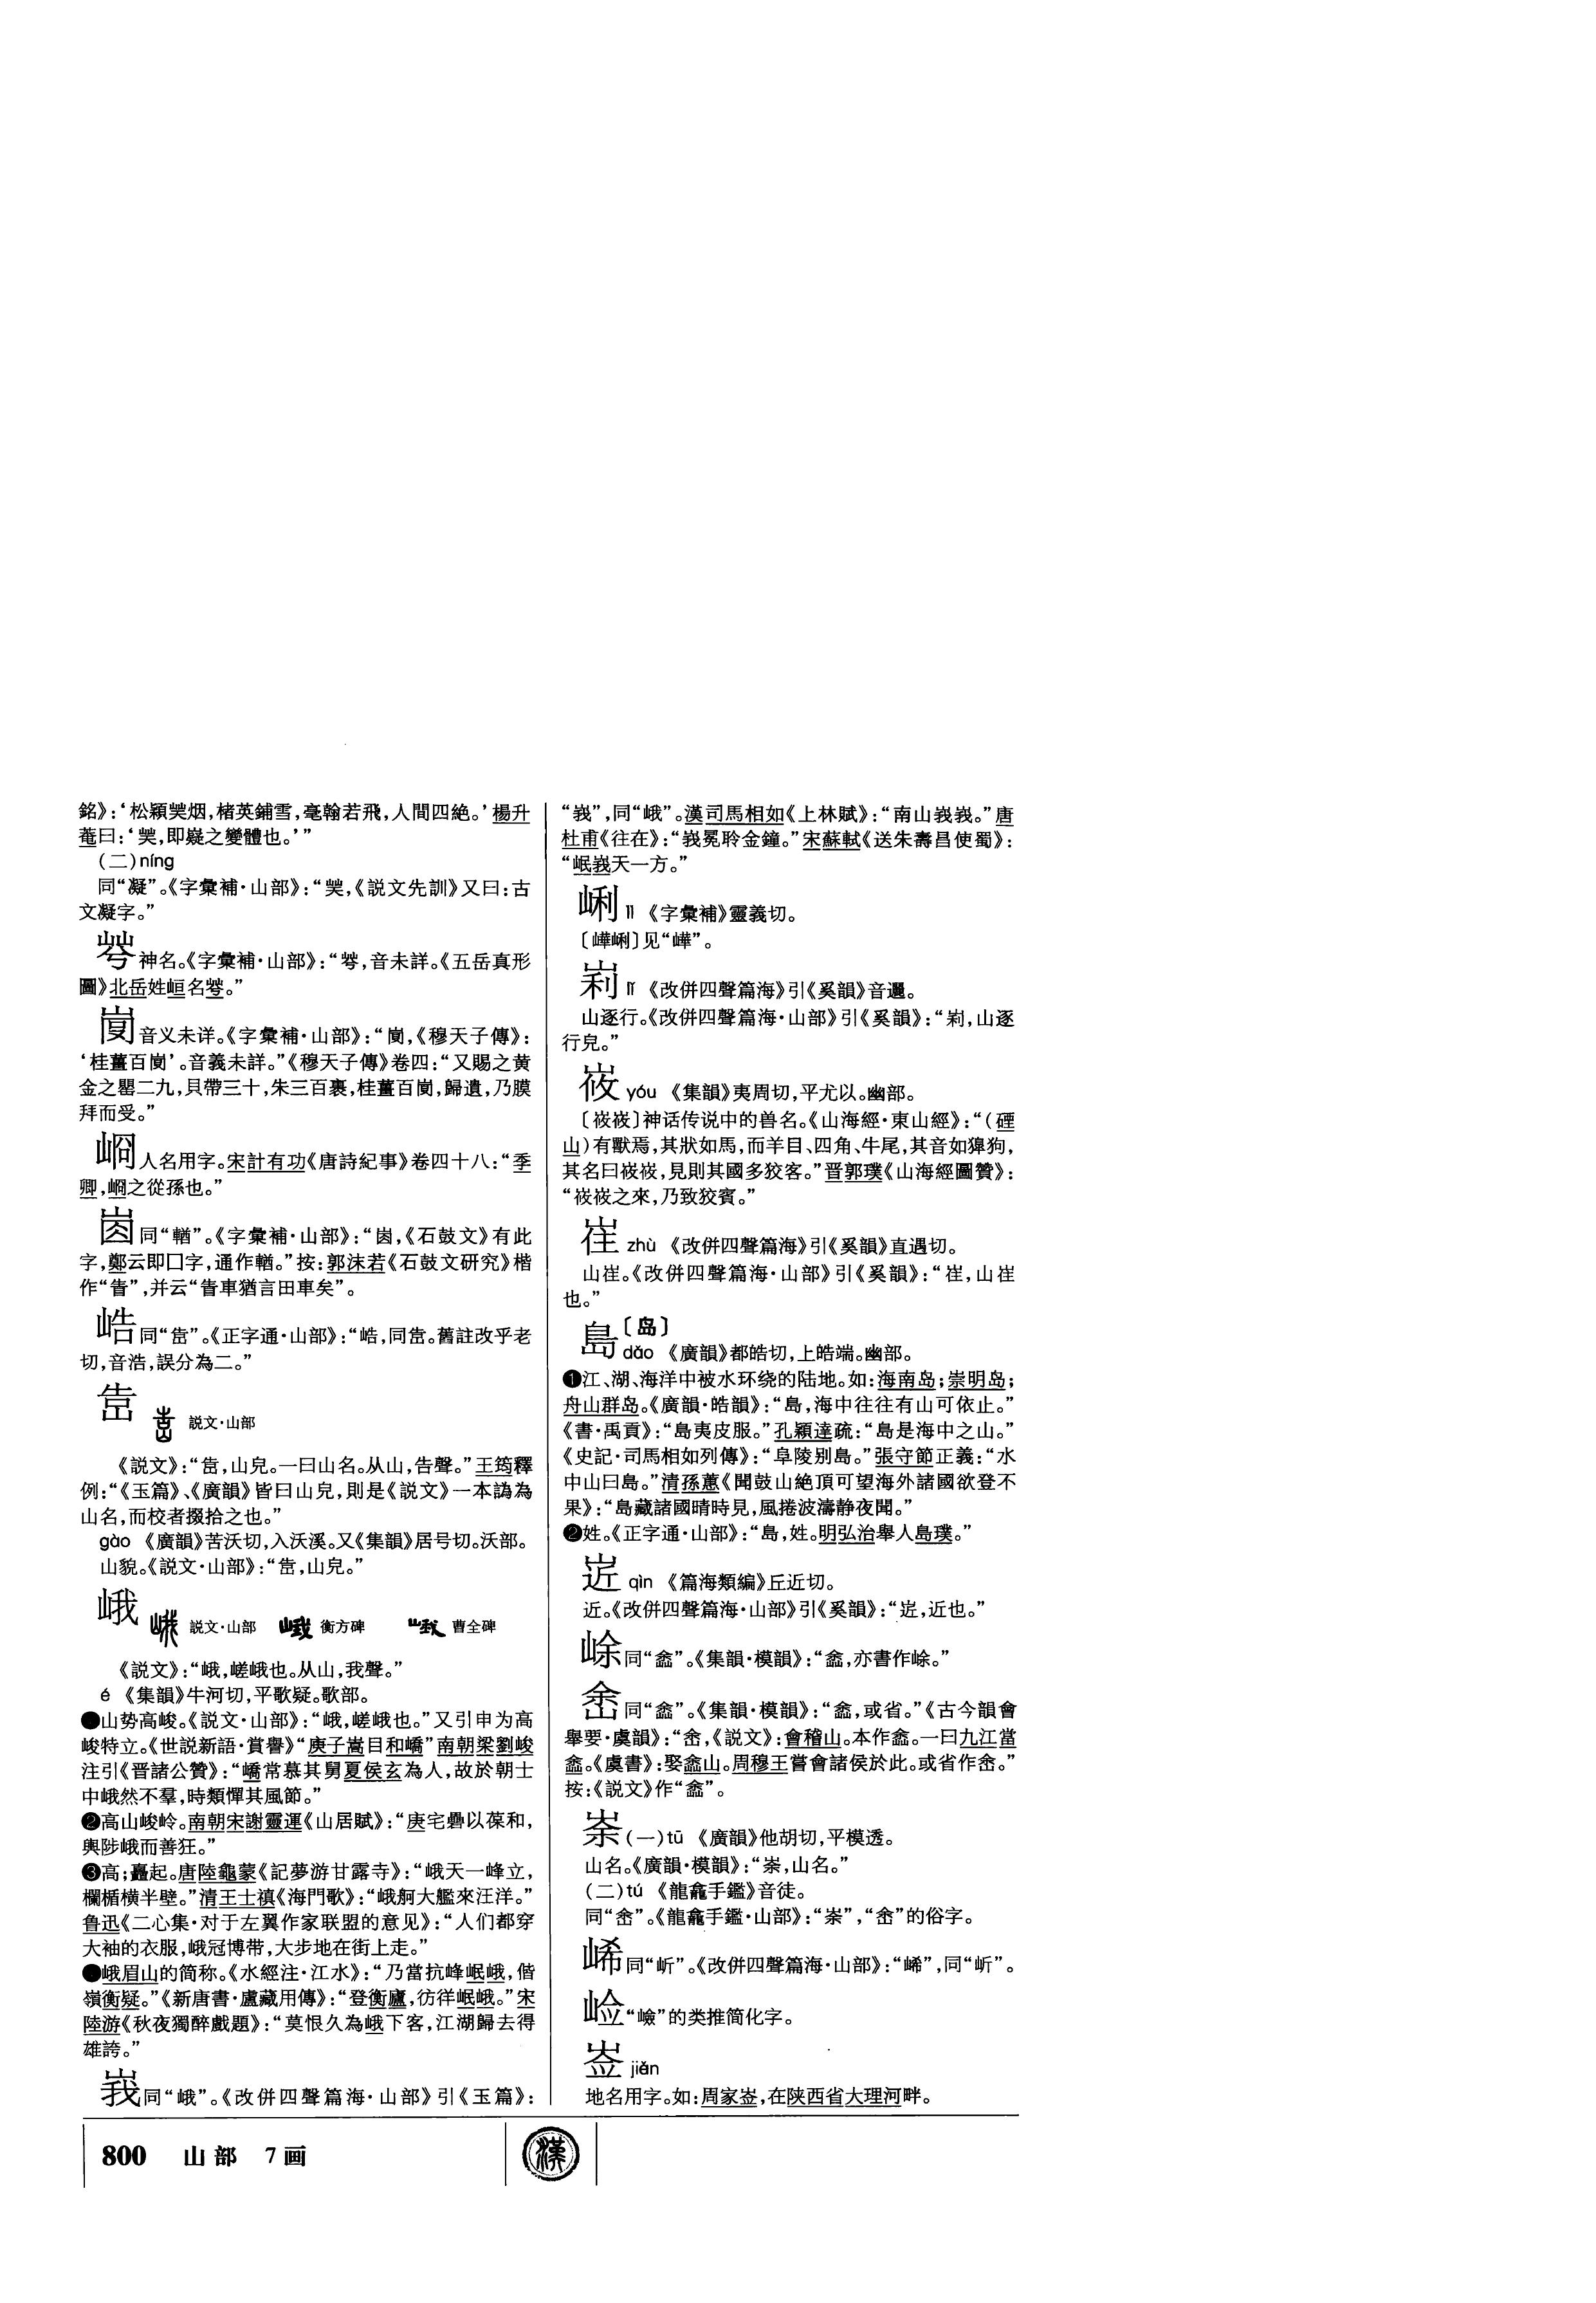 銘》:‘松穎㚇烟,楮英鋪雪,毫翰若飛,人間四絶。’楊升
菴曰:‘,即嶷之變體也。’”
(二)níng
同“凝”。《字彙補·山部》:“,《説文先訓》又曰:古
文凝字。”
神名。《字彙補·山部》:“,音未詳。《五岳真形
圖》北岳姓峘名。”
音义未详。《字彙補·山部》:“,《穆天子傳》:
‘桂薑百’。音義未詳。”《穆天子傳》卷四:“又賜之黄
金之罌二九,貝帶三十,朱三百裹,桂薑百,歸遺,乃膜
拜而受。”
人名用字。宋計有功《唐詩紀事》卷四十八:“季
卿,之從孫也。”
同“輶”。《字彙補·山部》:“,《石鼓文》有此
字,鄭云即囗字,通作輶。”按:郭沫若《石鼓文研究》楷
作“”,并云“車猶言田車矣”。
峼 同“峇”。《正字通·山部》:“峼,同。舊註改乎老
切,音浩,誤分為二。”
説文·山部
《説文》:“,山皃。一曰山名。从山,告聲。”王筠釋
例:“《玉篇》、《廣韻》皆曰山皃,則是《説文》一本譌為
山名,而校者掇拾之也。”
gào 《廣韻》苦沃切,入沃溪。又《集韻》居号切。沃部。
山貌。《説文·山部》:“,山皃。”
峨 説文·山部 衡方碑 曹全碑
《説文》:“峨,嵯峨也。从山,我聲。”
é 《集韻》牛河切,平歌疑。歌部。
●山势高峻。《説文·山部》:“峨,嵯峨也。”又引申为高
峻特立。《世説新語·賞譽》“庾子嵩目和嶠”南朝梁劉峻
注引《晋諸公贊》:“嶠常慕其舅夏侯玄為人,故於朝士
中峨然不羣,時類憚其風節。”
❷高山峻岭。南朝宋謝靈運《山居賦》:“庚宅礨以葆和,
輿陟峨而善狂。”
❸高;矗起。唐陸龜蒙《記夢游甘露寺》:“峨天一峰立,
欄楯横半壁。”清王士禛《海門歌》:“峨舸大艦來汪洋。”
鲁迅《二心集·对于左翼作家联盟的意见》:“人们都穿
大袖的衣服,峨冠博带,大步地在街上走。”
●峨眉山的简称。《水經注·江水》:“乃當抗峰岷峨,偕
嶺衡疑。”《新唐書·盧藏用傳》:“登衡廬,彷徉岷峨。”宋
陸游《秋夜獨醉戲題》:“莫恨久為峨下客,江湖歸去得
雄誇。”
峩 同“峨”。《改併四聲篇海·山部》引《玉篇》:
“峩”,同“峨”。漢司馬相如《上林賦》:“南山峩峩。”唐
杜甫《往在》:“峩冕聆金鐘。”宋蘇軾《送朱壽昌使蜀》:
“岷峩天一方。”
峲 lì 《字彙補》靈義切。
〔嶫峲〕见“嶫”。
峛 lǐ 《改併四聲篇海》引《奚韻》音邐。
山逐行。《改併四聲篇海·山部》引《奚韻》:“,山逐
行皃。”
峳 yóu 《集韻》夷周切,平尤以。幽部。
〔峳峳〕神话传说中的兽名。《山海經·東山經》:“(䃌
山)有獸焉,其狀如馬,而羊目、四角、牛尾,其音如獆狗,
其名曰峳峳,見則其國多狡客。”晋郭璞《山海經圖贊》:
“峳峳之來,乃致狡賓。”
zhù 《改併四聲篇海》引《奚韻》直遇切。
山。《改併四聲篇海·山部》引《奚韻》:“,山
也。”
島〔岛〕
dǎo 《廣韻》都皓切,上皓端。幽部。
❶江、湖、海洋中被水环绕的陆地。如:海南岛;崇明岛;
舟山群岛。《廣韻·皓韻》:“島,海中往往有山可依止。”
《書·禹貢》:“島夷皮服。”孔穎達疏:“島是海中之山。”
《史記·司馬相如列傳》:“阜陵别島。”張守節正義:“水
中山曰島。”清孫蕙《聞鼓山絶頂可望海外諸國欲登不
果》:“島藏諸國晴時見,風捲波濤静夜聞。”
❷姓。《正字通·山部》:“島,姓。明弘治舉人島璞。”
qìn 《篇海類編》丘近切。
近。《改併四聲篇海·山部》引《奚韻》:“,近也。”
峹 同“嵞”。《集韻·模韻》:“嵞,亦書作。”
峹 同“嵞”。《集韻·模韻》:“嵞,或省。”《古今韻會
舉要·虞韻》:“峹,《説文》:會稽山。本作嵞。一曰九江當
嵞。《虞書》:娶嵞山。周穆王嘗會諸侯於此。或省作峹。”
按:《説文》作“嵞”。
(一)tū 《廣韻》他胡切,平模透。
山名。《廣韻·模韻》:“,山名。”
(二)tú 《龍龕手鑑》音徒。
同“峹”。《龍龕手鑑·山部》:“”,“峹”的俗字。
同“㟚”。《改併四聲篇海·山部》:“”,同“”。
崄 “嶮”的类推简化字。
jiǎn
地名用字。如:周家,在陕西省大理河畔。
800 山部 7画
漢